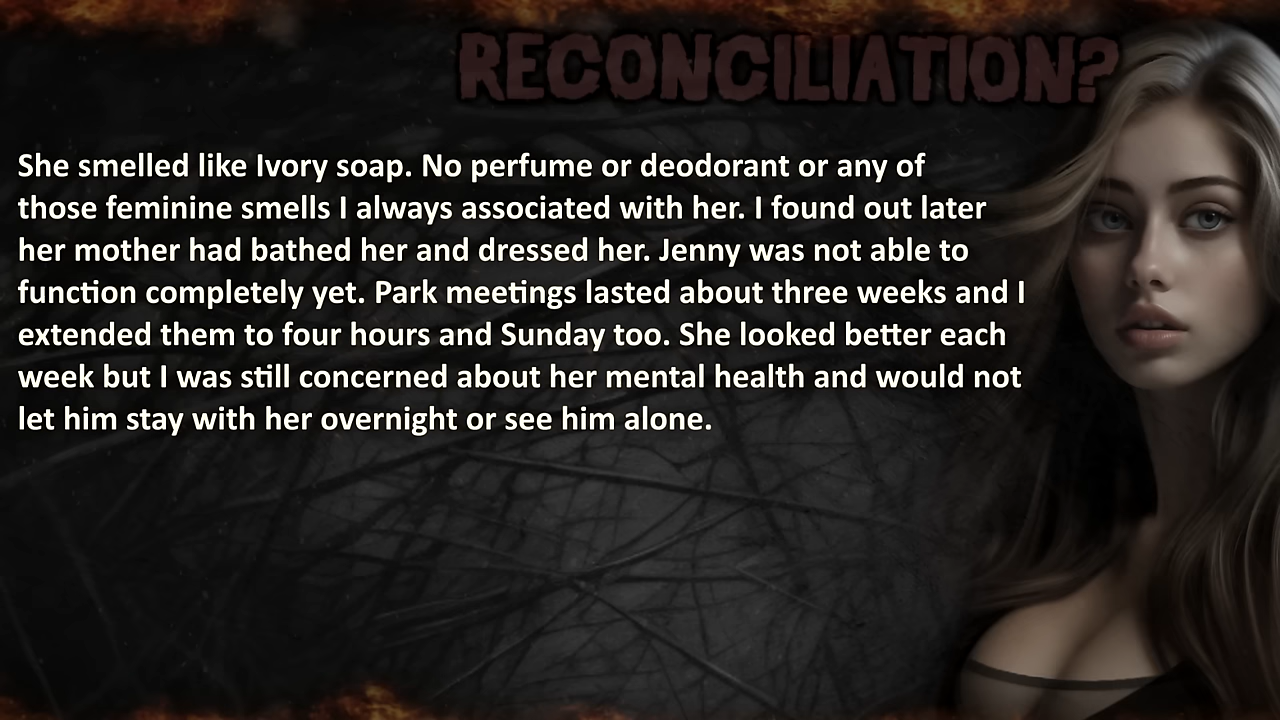 RECONCILIATION?
She smelled like Ivory soap. No perfume or deodorant or any of
those feminine smells I always associated with her. I found out later
her mother had bathed her and dressed her. Jenny was not able to
function completely yet. Park meetings lasted about three weeks and I
extended them to four hours and Sunday too. She looked better each
week but I was still concerned about her mental health and would not
let him stay with her overnight or see him alone.